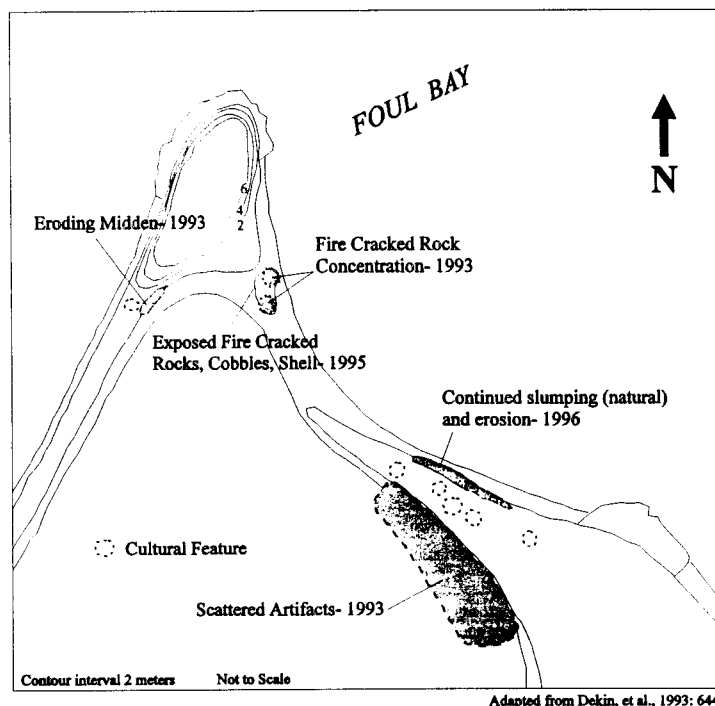 FOUL BAY
N
6
4
2
Eroding Midden- 1993
Fire Cracked Rock
Concentration- 1993
Exposed Fire Cracked
Rocks, Cobbles, Shell- 1995
Continued slumping (natural)
and erosion- 1996
Cultural Feature
Scattered Artifacts- 1993
Contour interval 2 meters Not to Scale
Adapted from Dekin, et al., 1993: 644